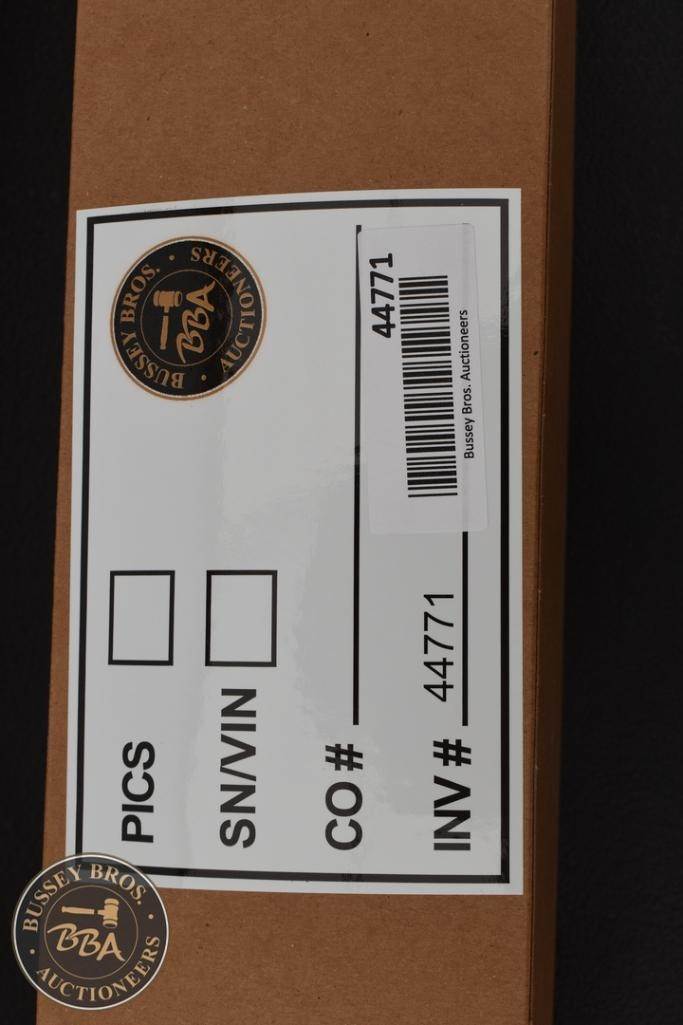 BUSSEY BROS. • AUCTIONEERS •
BBA
PICS
SN/VIN
CO #
INV # 44771
44771
Bussey Bros. Auctioneers
BUSSEY BROS. • AUCTIONEERS •
BBA